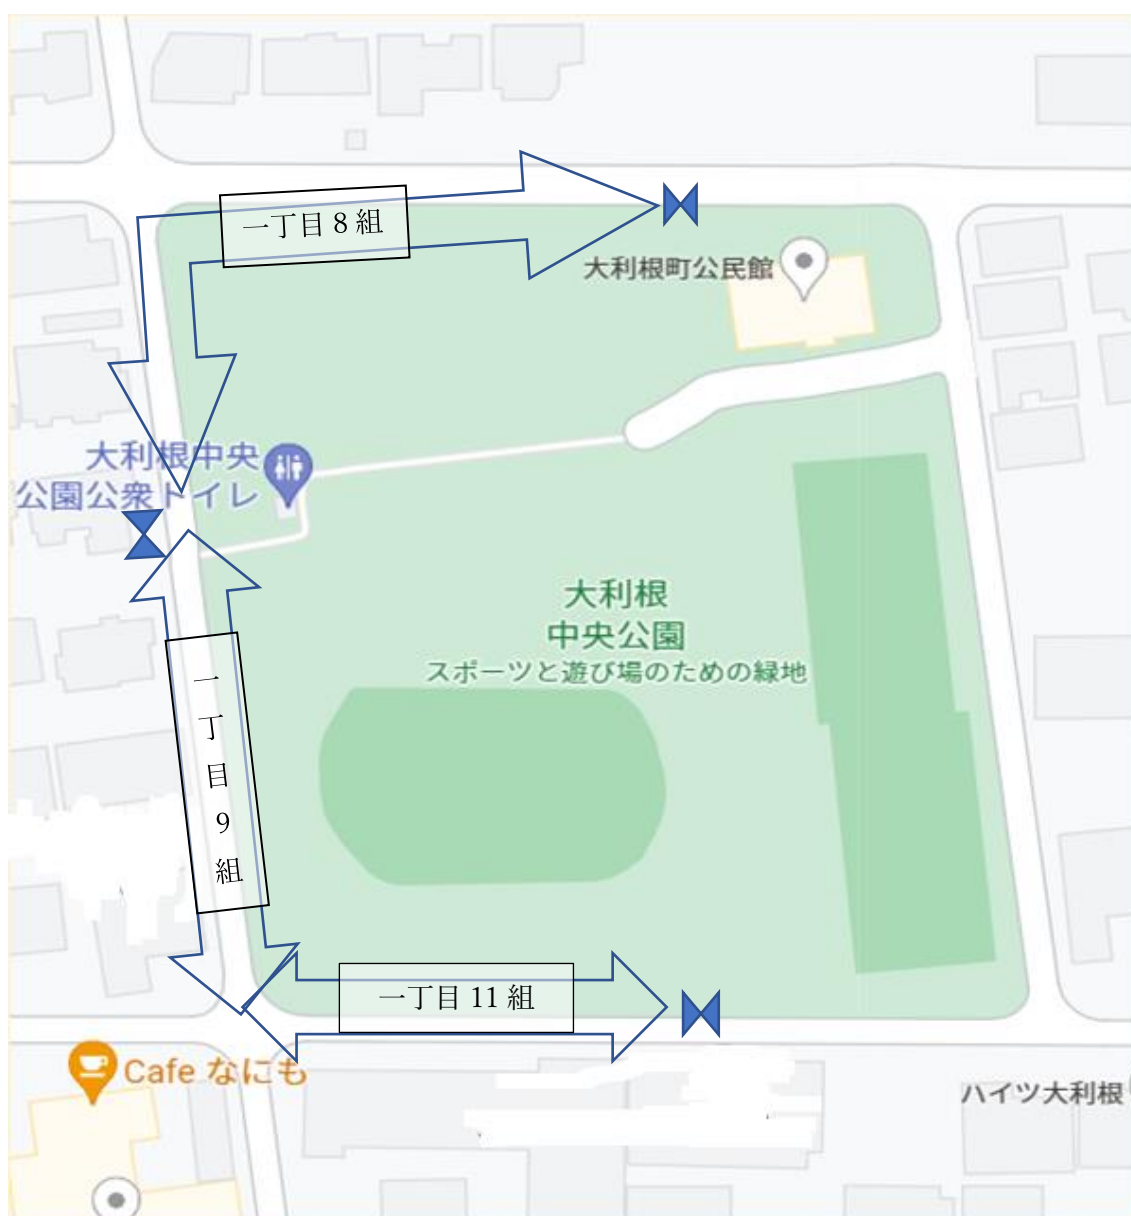 一丁目 8 組
大利根町公民館
大利根中央
公園公衆トイレ
大利根
中央公園
スポーツと遊び場のための緑地
一丁目9組
一丁目 11 組
Cafe なにも
ハイツ大利根